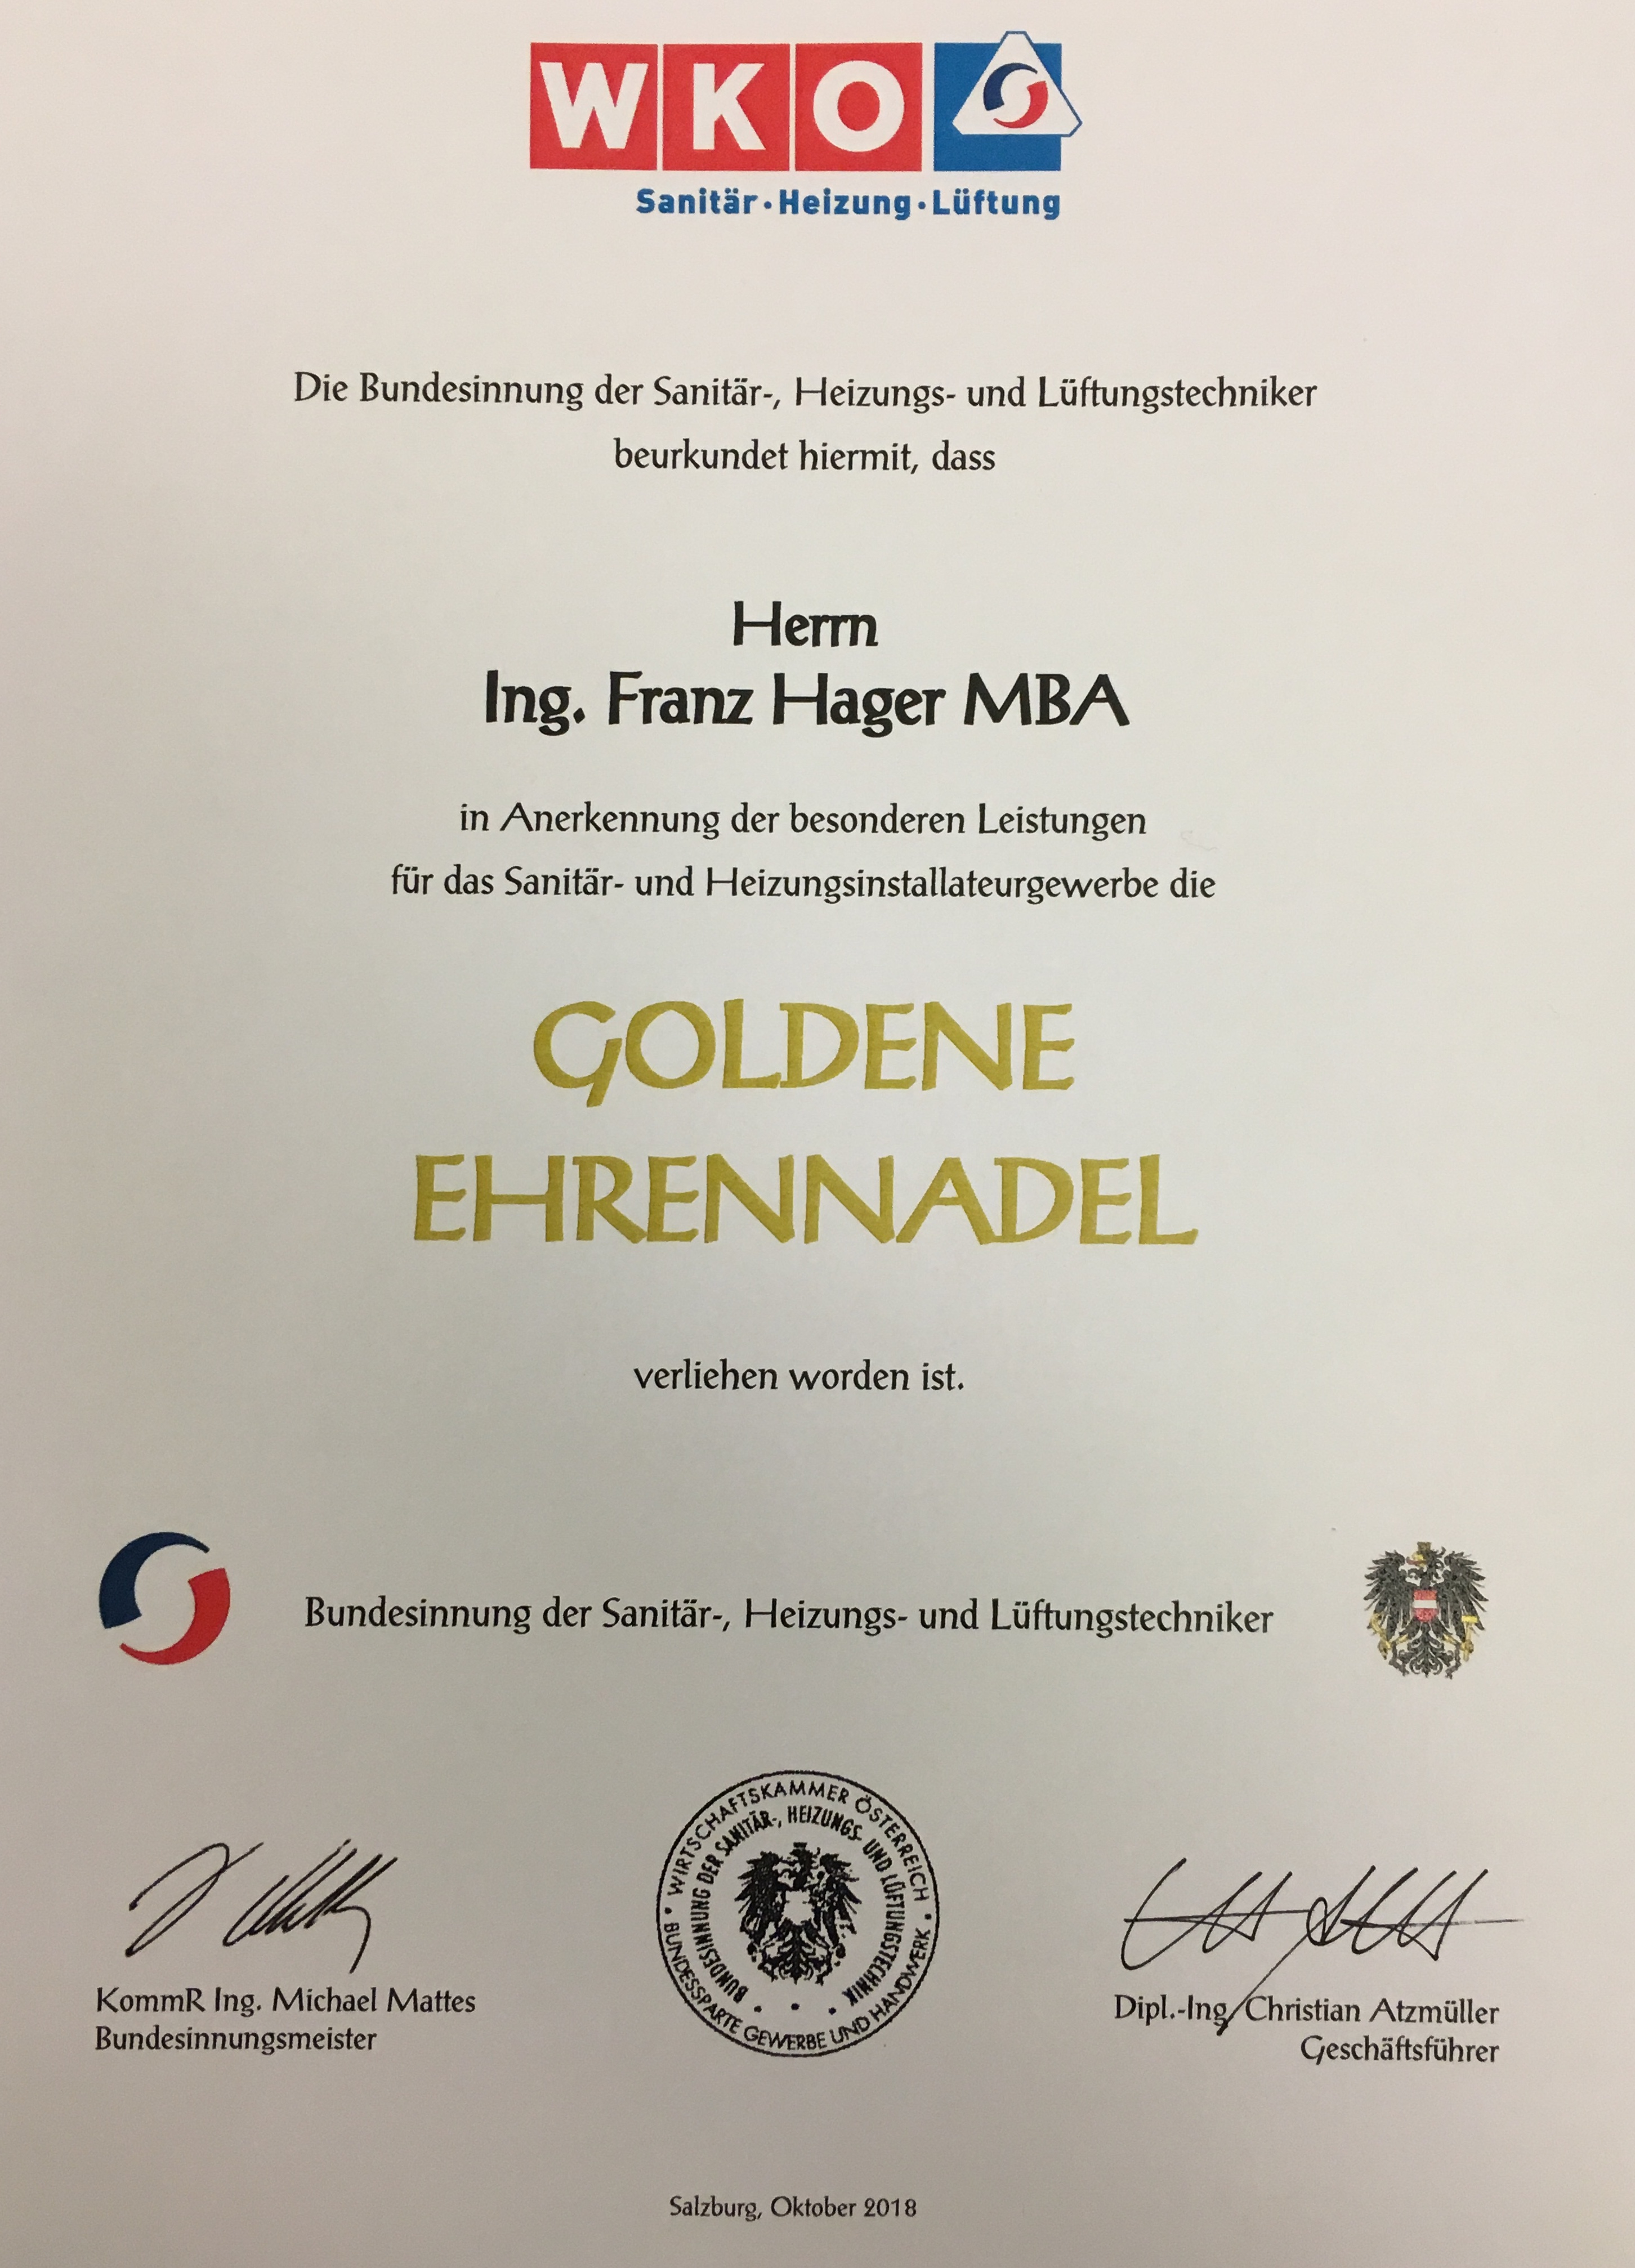 WKO
Sanitär·Heizung·Lüftung
Die Bundesinnung der Sanitär-, Heizungs- und Lüftungstechniker
beurkundet hiermit, dass
Herrn
Ing. Franz Hager MBA
in Anerkennung der besonderen Leistungen
für das Sanitär- und Heizungsinstallateurgewerbe die
GOLDENE
EHRENNADEL
verliehen worden ist.
Bundesinnung der Sanitär-, Heizungs- und Lüftungstechniker
WIRTSCHAFTSKAMMER ÖSTERREICH
BUNDESSPARTE GEWERBE UND HANDWERK
BUNDESINNUNG DER SANITÄR-, HEIZUNGS- UND LÜFTUNGSTECHNIK
KommR Ing. Michael Mattes
Bundesinnungsmeister
Dipl.-Ing. Christian Atzmüller
Geschäftsführer
Salzburg, Oktober 2018